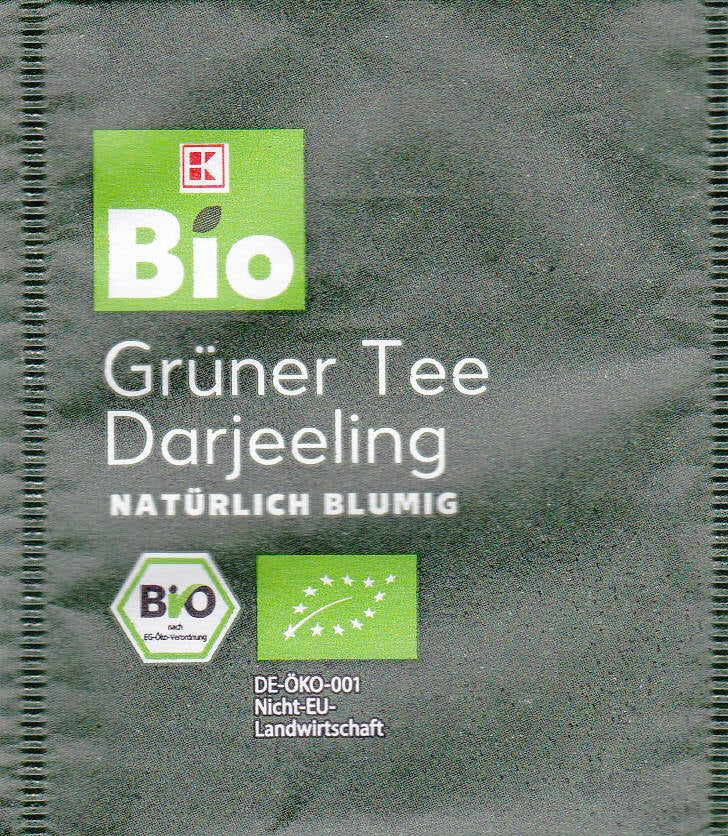 K
Bio
Grüner Tee
Darjeeling
NATÜRLICH BLUMIG
BiO
nach
EG-Öko-Verordnung
DE-ÖKO-001
Nicht-EU-
Landwirtschaft